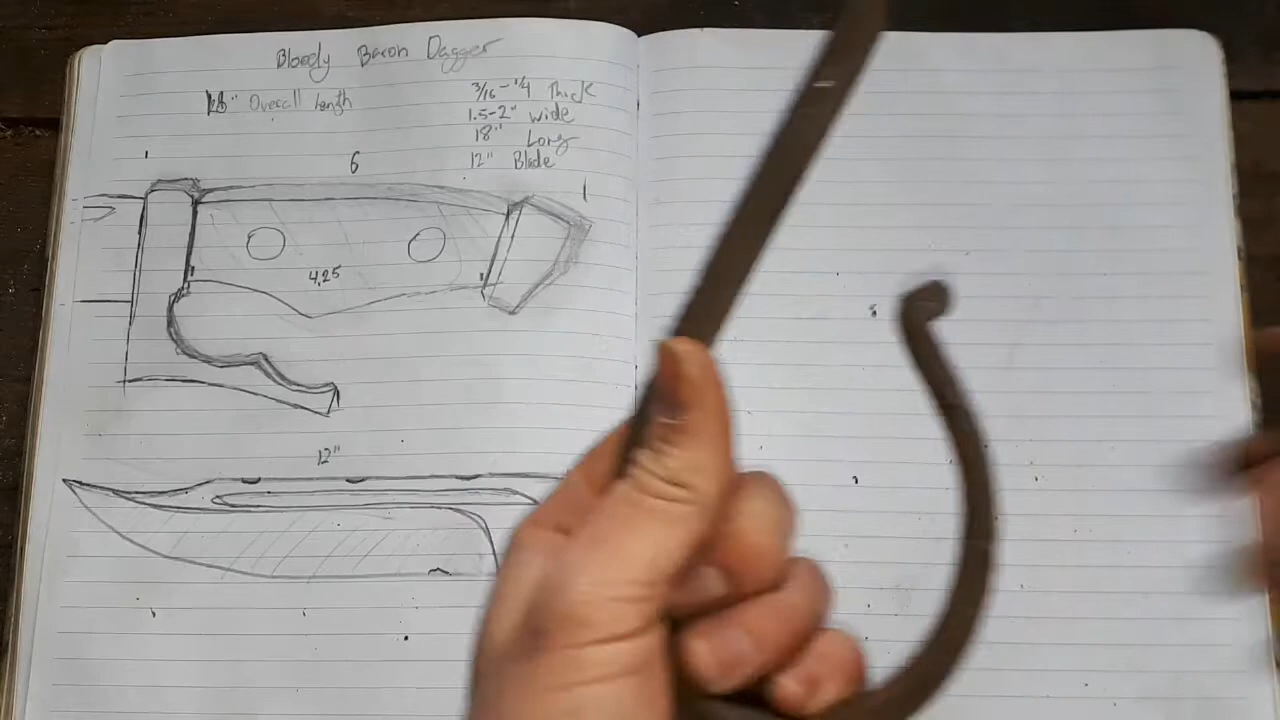 Bloody Bacon Dagger
" Overall Length
3/16-1/4 Thick
1.5-2" wide
18" Long
12" Blade
6
4.25
12"